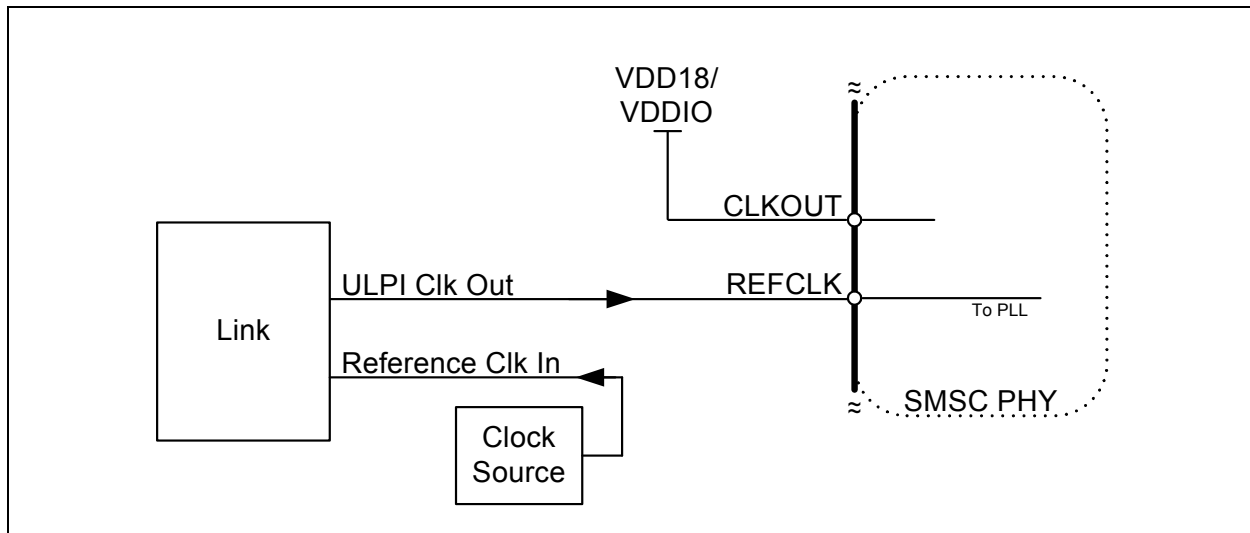 VDD18/
VDDIO
CLKOUT
ULPI Clk Out
REFCLK
To PLL
Link
Reference Clk In
SMSC PHY
Clock
Source